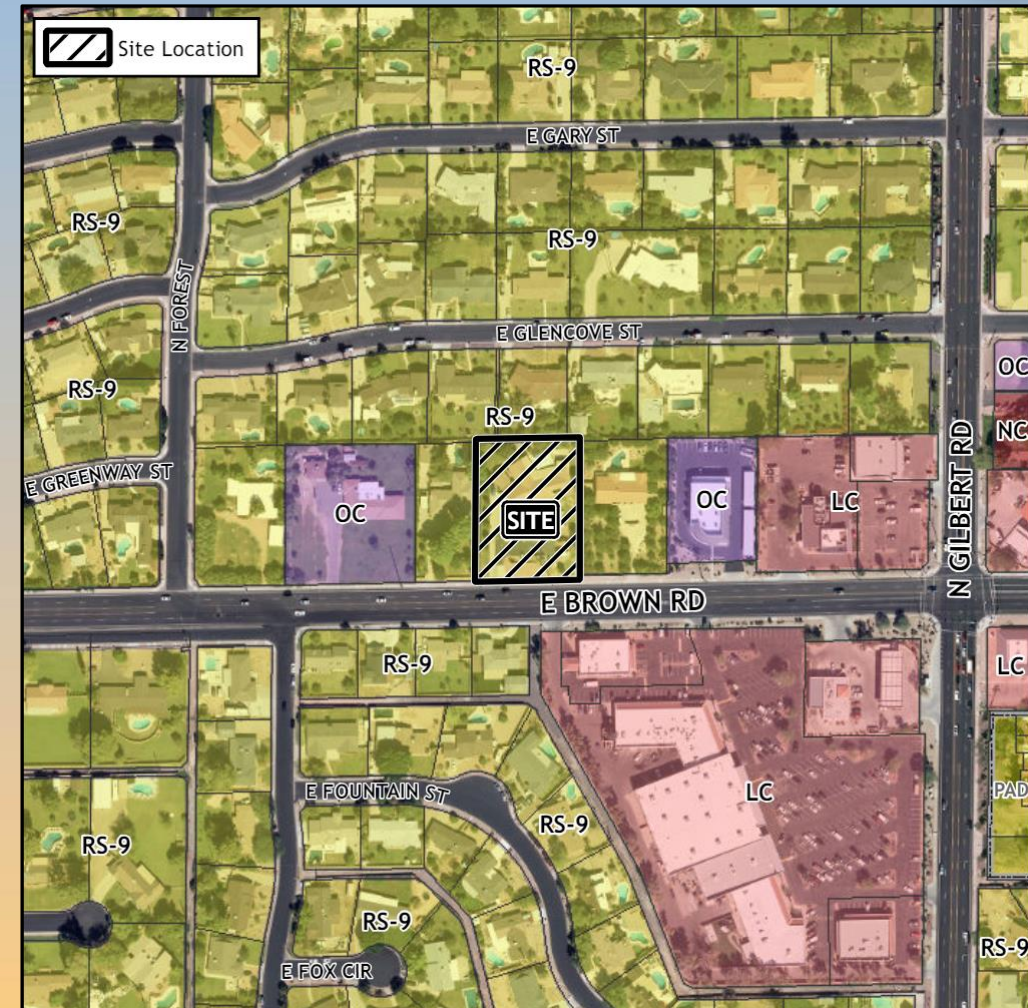 Site Location
RS-9
E GARY ST
RS-9
RS-9
N FOREST
E GLENCOVE ST
OC
RS-9
RS-9
NC
N GILBERT RD
E GREENWAY ST
OC
SITE
OC
LC
E BROWN RD
RS-9
LC
E FOUNTAIN ST
LC
PAD
RS-9
RS-9
RS-9
RS-9
E FOX CIR